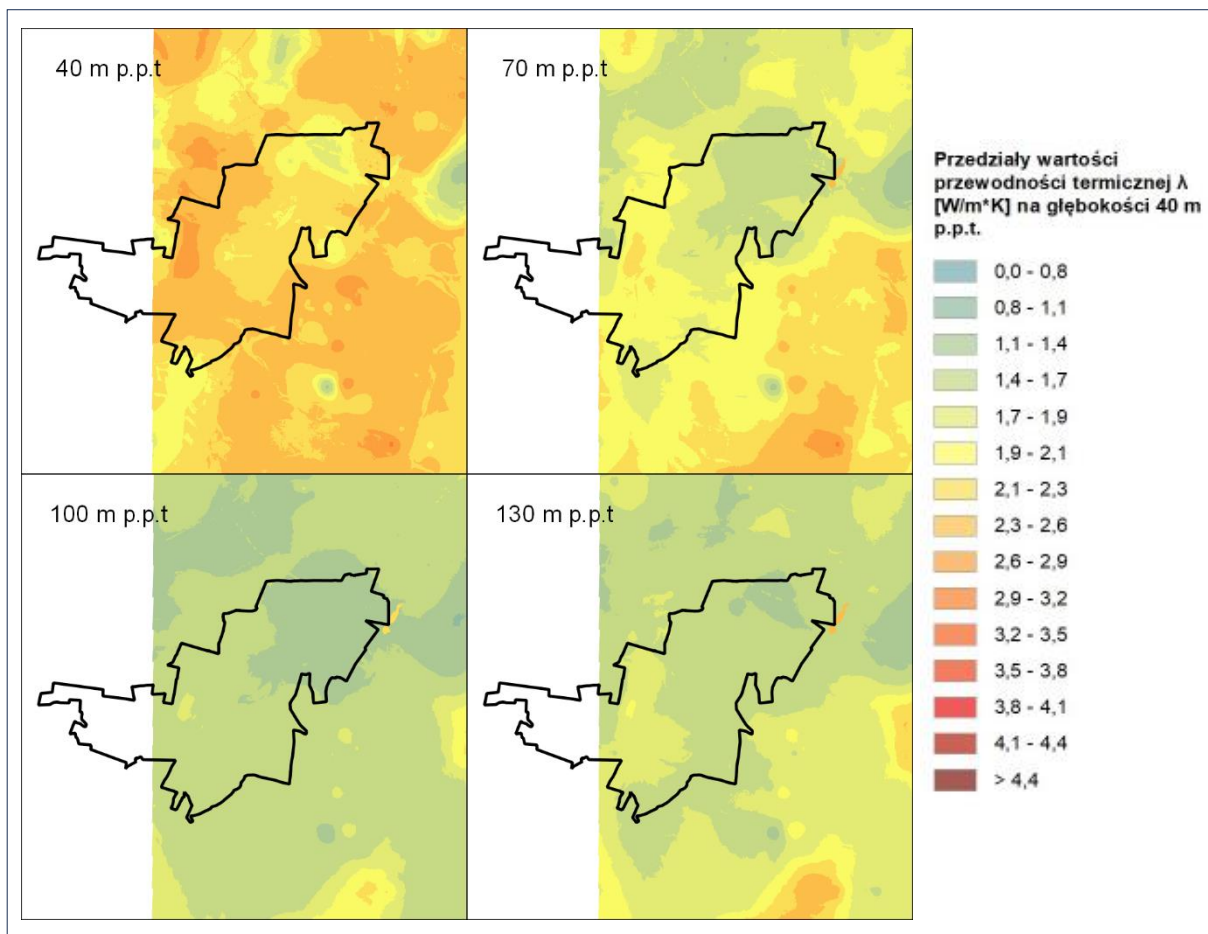 40 m p.p.t
70 m p.p.t
100 m p.p.t
130 m p.p.t
Przedziały wartości
przewodności termicznej λ
[W/m*K] na głębokości 40 m
p.p.t.
0,0 - 0,8
0,8 - 1,1
1,1 - 1,4
1,4 - 1,7
1,7 - 1,9
1,9 - 2,1
2,1 - 2,3
2,3 - 2,6
2,6 - 2,9
2,9 - 3,2
3,2 - 3,5
3,5 - 3,8
3,8 - 4,1
4,1 - 4,4
> 4,4